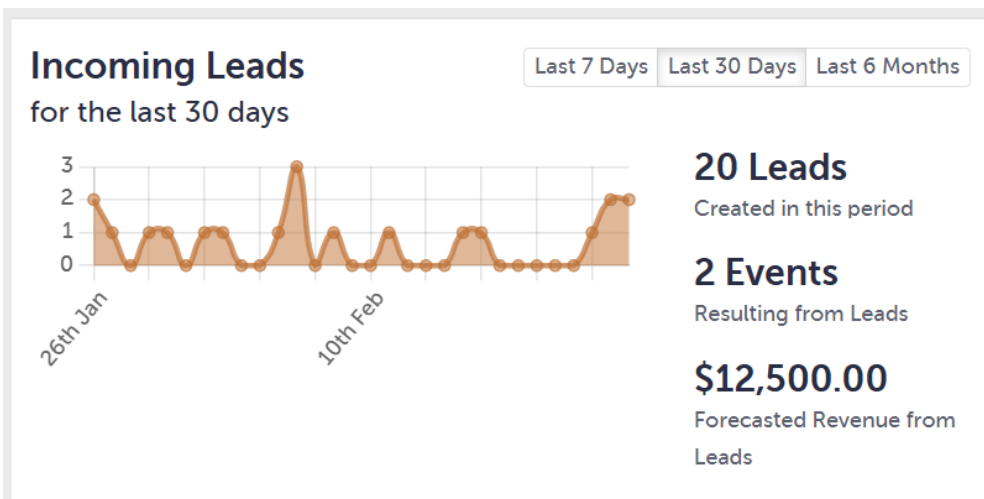 Incoming Leads
for the last 30 days
Last 7 Days
Last 30 Days
Last 6 Months
3
2
1
0
26th Jan
10th Feb
20 Leads
Created in this period
2 Events
Resulting from Leads
$12,500.00
Forecasted Revenue from
Leads